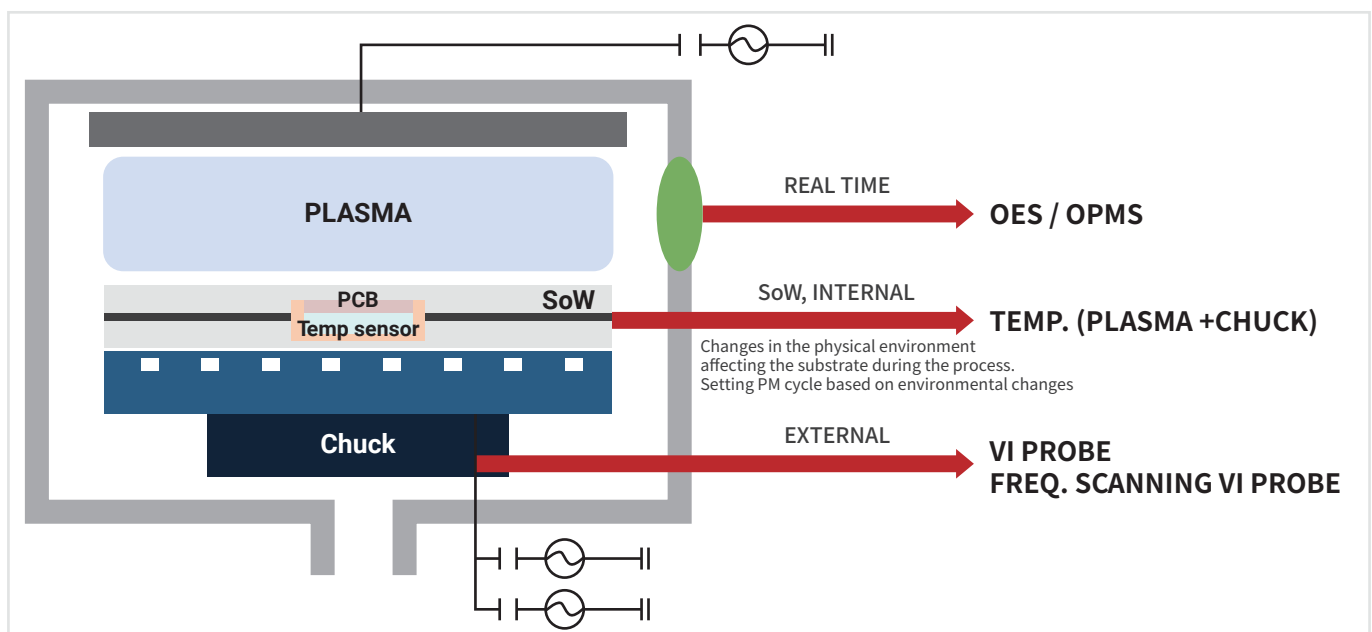 REAL TIME
PLASMA
OES / OPMS
PCB
SoW
SoW, INTERNAL
Temp sensor
TEMP. (PLASMA +CHUCK)
Changes in the physical environment
affecting the substrate during the process.
Setting PM cycle based on environmental changes
Chuck
EXTERNAL
VI PROBE
FREQ. SCANNING VI PROBE